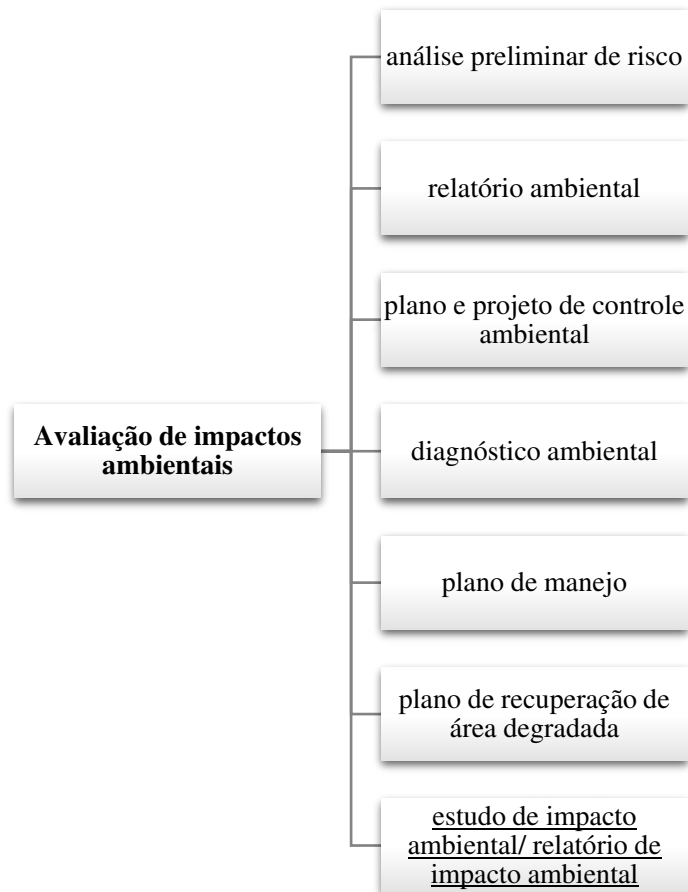 análise preliminar de risco
relatório ambiental
plano e projeto de controle
ambiental
Avaliação de impactos
ambientais
diagnóstico ambiental
plano de manejo
plano de recuperação de
área degradada
estudo de impacto
ambiental/ relatório de
impacto ambiental